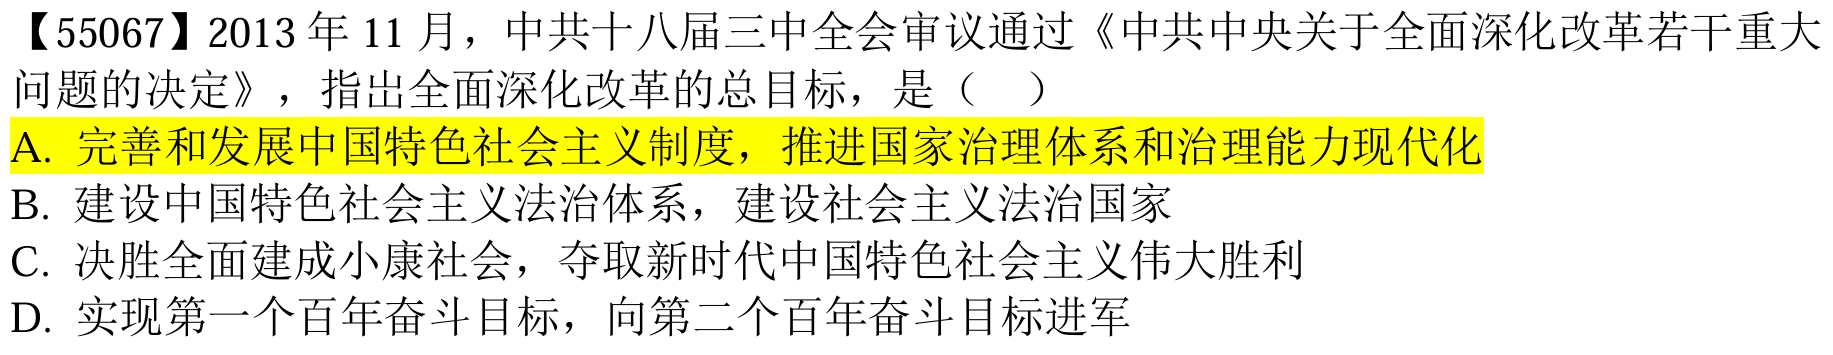 【55067】2013 年 11 月，中共十八届三中全会审议通过《中共中央关于全面深化改革若干重大
问题的决定》，指出全面深化改革的总目标，是（　）
A. 完善和发展中国特色社会主义制度，推进国家治理体系和治理能力现代化
B. 建设中国特色社会主义法治体系，建设社会主义法治国家
C. 决胜全面建成小康社会，夺取新时代中国特色社会主义伟大胜利
D. 实现第一个百年奋斗目标，向第二个百年奋斗目标进军